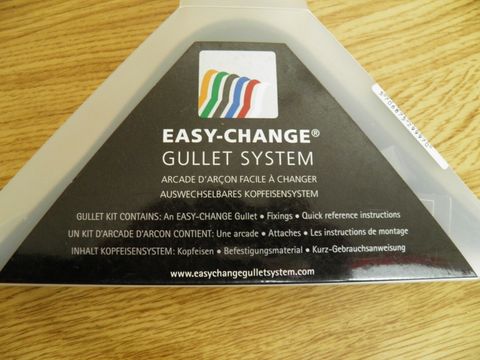 EASY-CHANGE®
GULLET SYSTEM
ARCADE D'ARÇON FACILE À CHANGER
AUSWECHSELBARES KOPFEISENSYSTEM
GULLET KIT CONTAINS: An EASY-CHANGE Gullet • Fixings • Quick reference instructions
UN KIT D'ARCADE D'ARCON CONTIENT: Une arcade • Attaches • Les instructions de montage
INHALT KOPFEISENSYSTEM: Kopfeisen • Befestigungsmaterial • Kurz-Gebrauchsanweisung
www.easychangegulletsystem.com